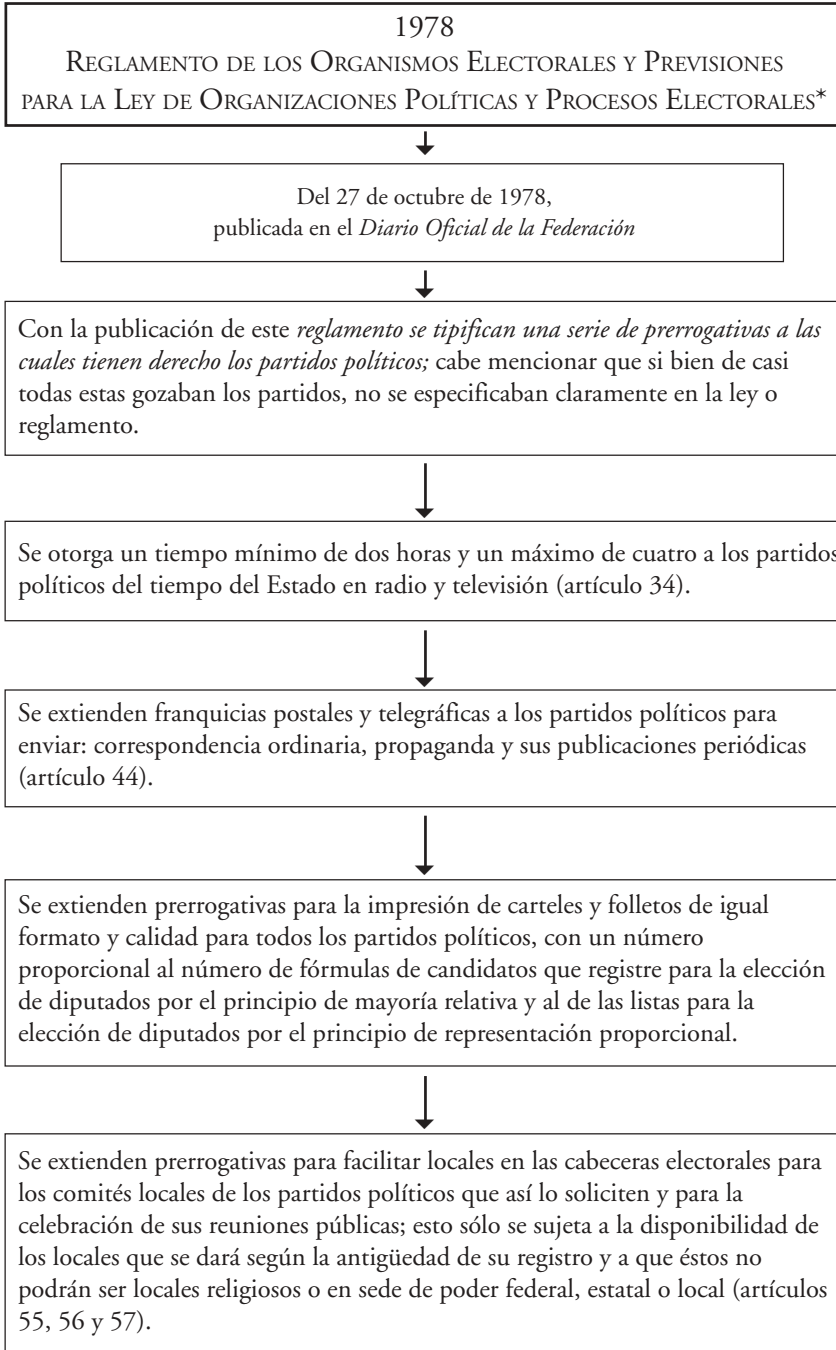 1978
Reglamento de los Organismos Electorales y Previsiones
para la Ley de Organizaciones Políticas y Procesos Electorales*
Del 27 de octubre de 1978,
publicada en el Diario Oficial de la Federación
Con la publicación de este reglamento se tipifican una serie de prerrogativas a las
cuales tienen derecho los partidos políticos; cabe mencionar que si bien de casi
todas estas gozaban los partidos, no se especificaban claramente en la ley o
reglamento.
Se otorga un tiempo mínimo de dos horas y un máximo de cuatro a los partidos
políticos del tiempo del Estado en radio y televisión (artículo 34).
Se extienden franquicias postales y telegráficas a los partidos políticos para
enviar: correspondencia ordinaria, propaganda y sus publicaciones periódicas
(artículo 44).
Se extienden prerrogativas para la impresión de carteles y folletos de igual
formato y calidad para todos los partidos políticos, con un número
proporcional al número de fórmulas de candidatos que registre para la elección
de diputados por el principio de mayoría relativa y al de las listas para la
elección de diputados por el principio de representación proporcional.
Se extienden prerrogativas para facilitar locales en las cabeceras electorales para
los comités locales de los partidos políticos que así lo soliciten y para la
celebración de sus reuniones públicas; esto sólo se sujeta a la disponibilidad de
los locales que se dará según la antigüedad de su registro y a que éstos no
podrán ser locales religiosos o en sede de poder federal, estatal o local (artículos
55, 56 y 57).